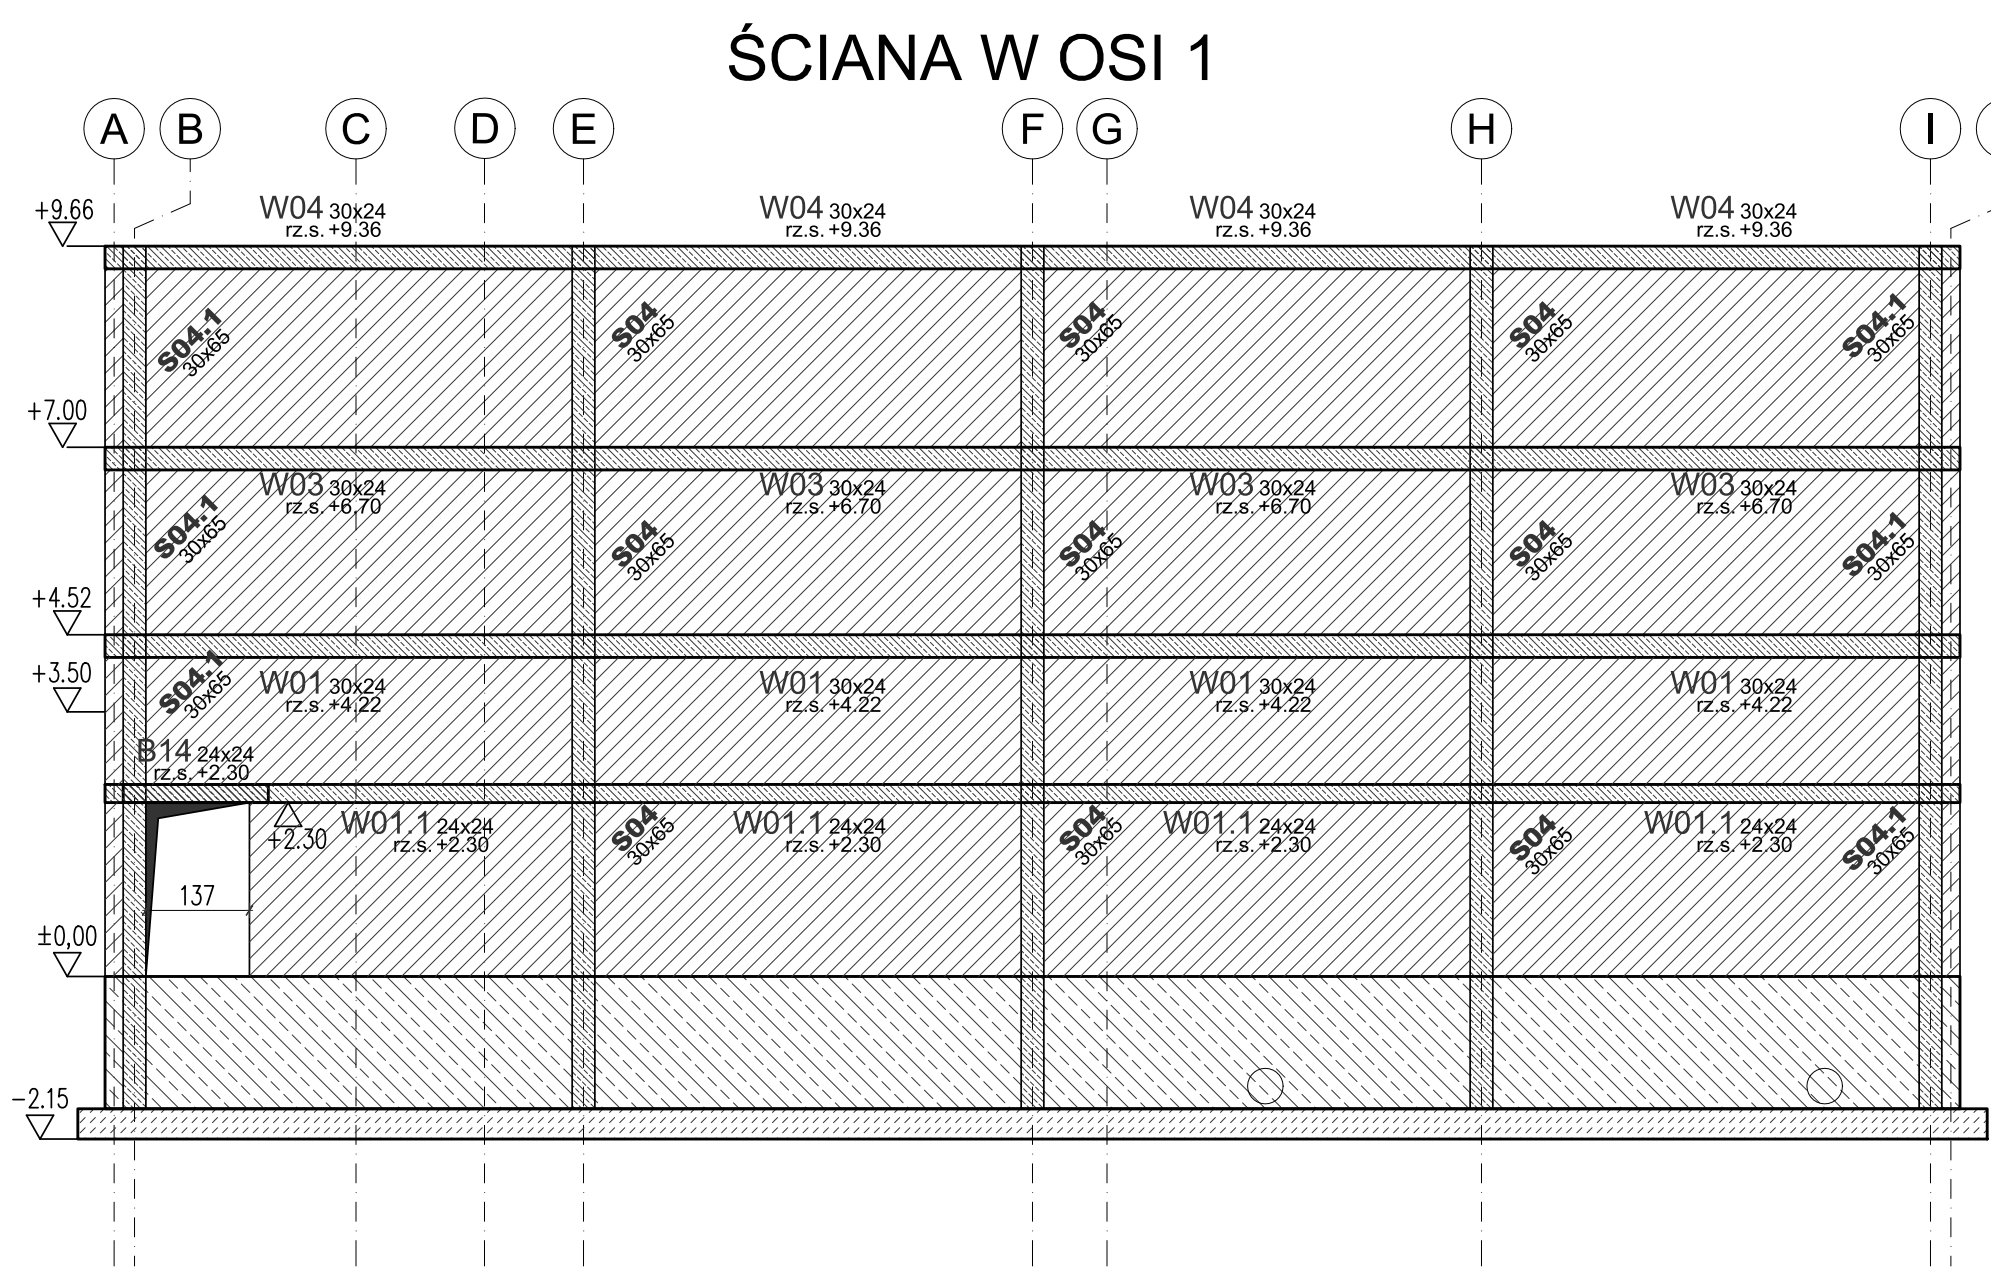 ŚCIANA W OSI 1
A B C D E F G H I
+9.66
W04 30x24
rz.s. +9.36
W04 30x24
rz.s. +9.36
W04 30x24
rz.s. +9.36
W04 30x24
rz.s. +9.36
S04.1
30x65
S04
30x65
S04
30x65
S04
30x65
S04.1
30x65
+7.00
W03 30x24
rz.s. +6.70
W03 30x24
rz.s. +6.70
W03 30x24
rz.s. +6.70
W03 30x24
rz.s. +6.70
S04.1
30x65
S04
30x65
S04
30x65
S04
30x65
S04.1
30x65
+4.52
+3.50
S04.1
30x65
W01 30x24
rz.s. +4.22
W01 30x24
rz.s. +4.22
W01 30x24
rz.s. +4.22
W01 30x24
rz.s. +4.22
B14 24x24
rz.s. +2.30
+2.30
W01.1 24x24
rz.s. +2.30
S04
30x65
W01.1 24x24
rz.s. +2.30
S04
30x65
W01.1 24x24
rz.s. +2.30
S04
30x65
W01.1 24x24
rz.s. +2.30
S04.1
30x65
137
±0,00
-2.15